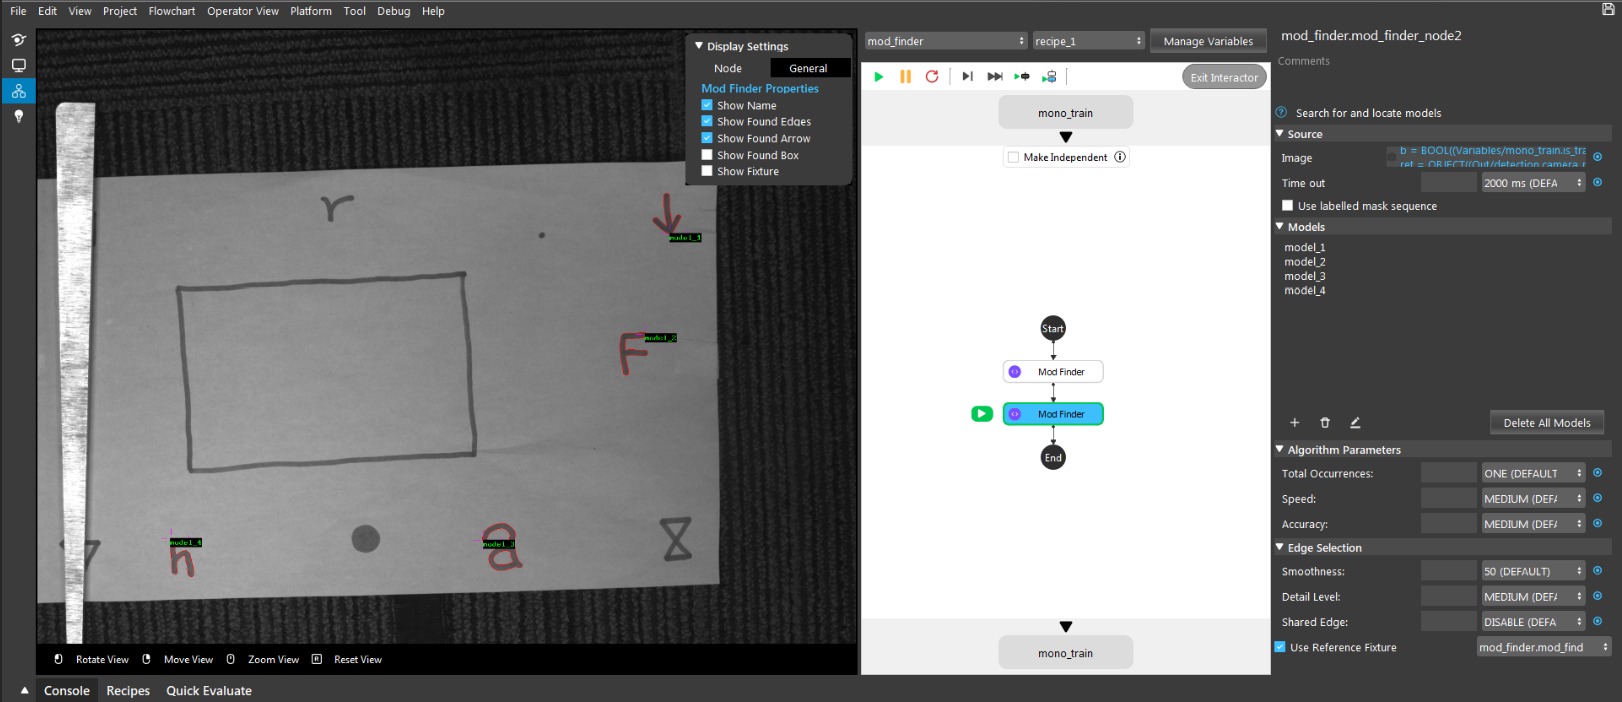 File Edit View Project Flowchart Operator View Platform Tool Debug Help
Display Settings
Node General
Mod Finder Properties
Show Name
Show Found Edges
Show Found Arrow
Show Found Box
Show Fixture
r
model_1
F
model_2
h
model_4
a
model_3
Rotate View Move View Zoom View R Reset View
mod_finder recipe_1 Manage Variables
Exit Interactor
mono_train
Make Independent
Start
Mod Finder
Mod Finder
End
mono_train
mod_finder.mod_finder_node2
Comments
? Search for and locate models
Source
Image b = BOOL((Variables/mono_train.is_tra
ret = OBJECT((Out/detection.camera
Time out 2000 ms (DEFA
Use labelled mask sequence
Models
model_1
model_2
model_3
model_4
Delete All Models
Algorithm Parameters
Total Occurrences: ONE (DEFAULT
Speed: MEDIUM (DEFA
Accuracy: MEDIUM (DEFA
Edge Selection
Smoothness: 50 (DEFAULT)
Detail Level: MEDIUM (DEFA
Shared Edge: DISABLE (DEFA
Use Reference Fixture mod_finder.mod_find
Console Recipes Quick Evaluate